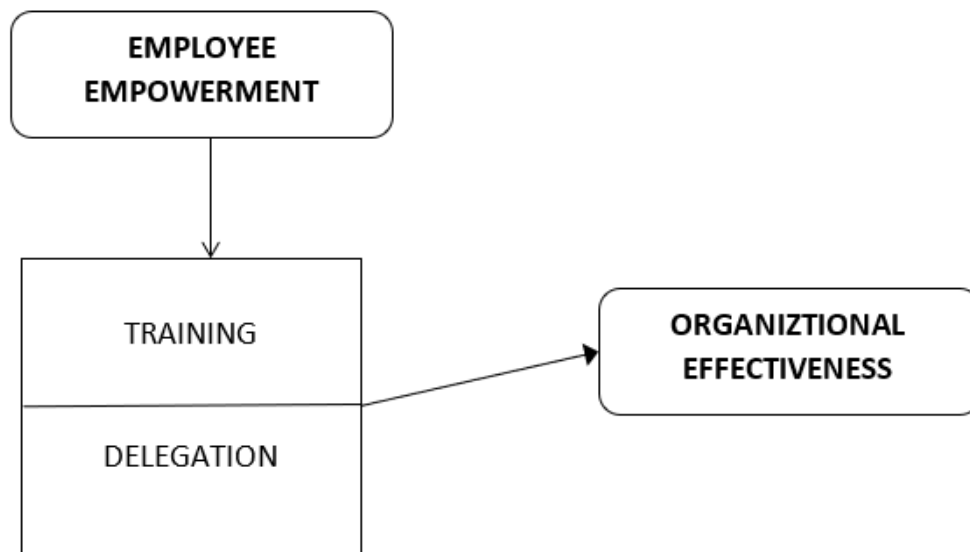 EMPLOYEE
EMPOWERMENT
TRAINING
DELEGATION
ORGANIZTIONAL
EFFECTIVENESS